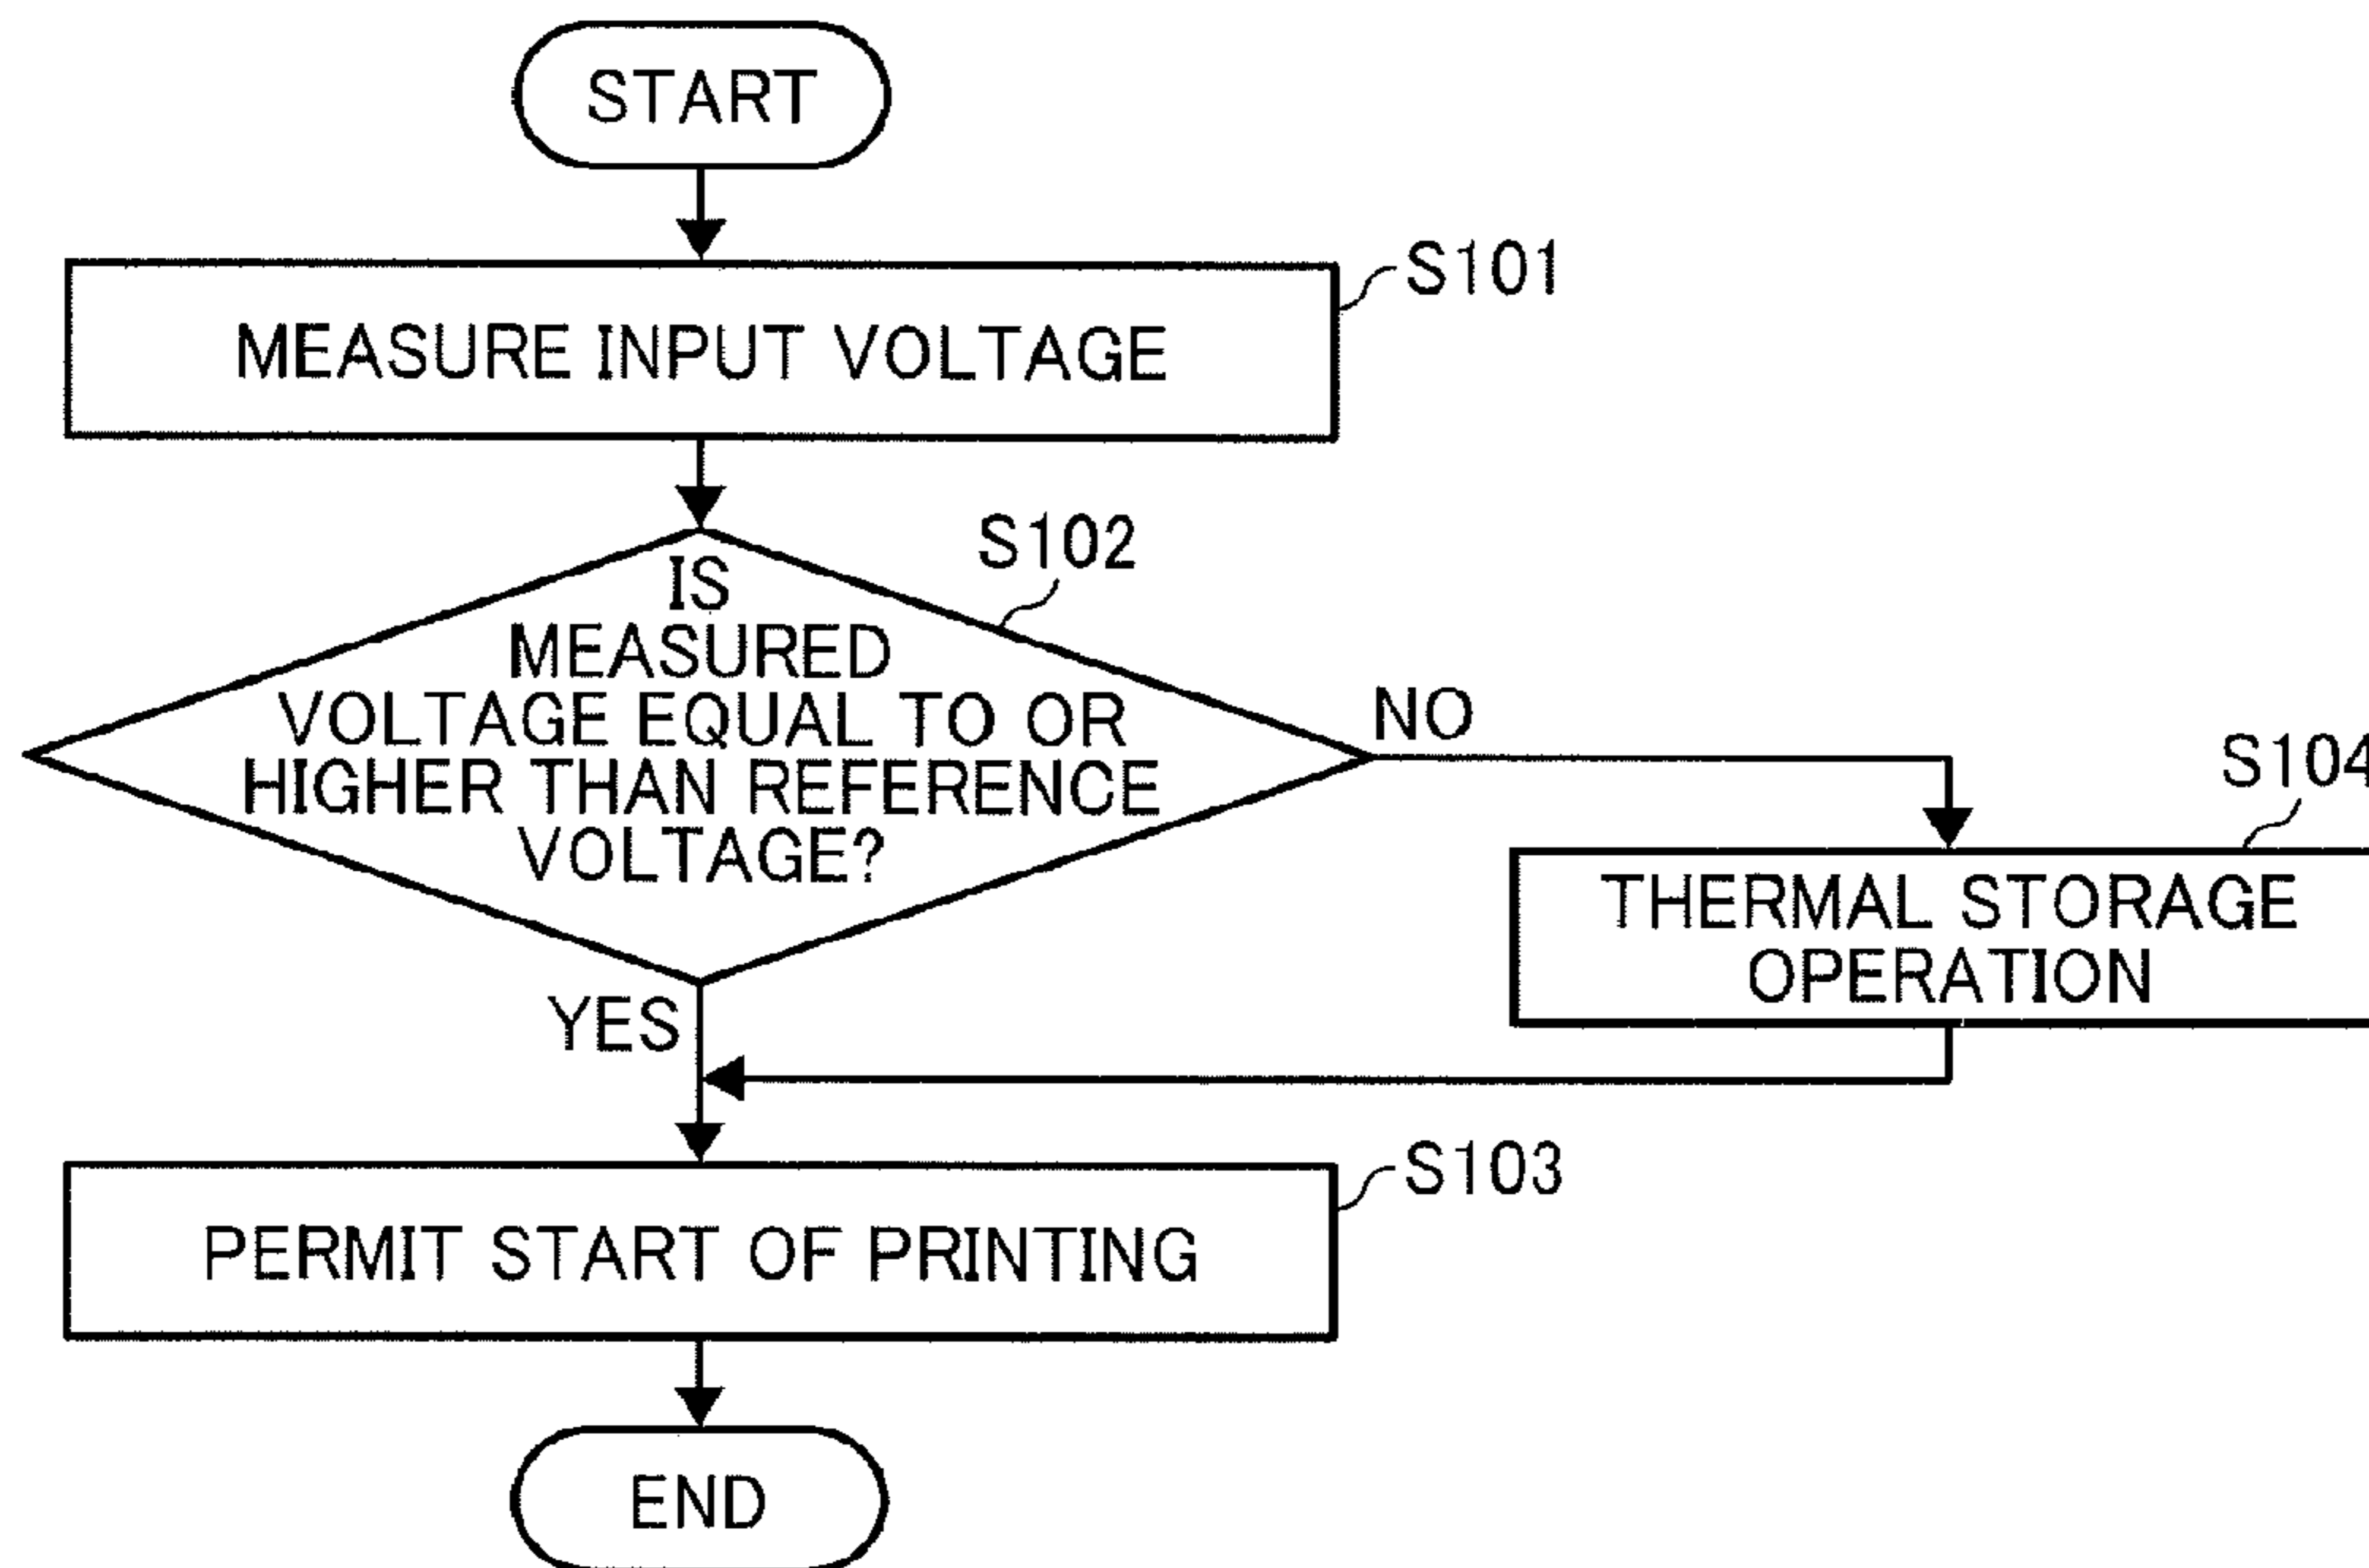 START
S101
MEASURE INPUT VOLTAGE
S102
IS
MEASURED
VOLTAGE EQUAL TO OR
HIGHER THAN REFERENCE
VOLTAGE?
NO
S104
THERMAL STORAGE
OPERATION
YES
S103
PERMIT START OF PRINTING
END